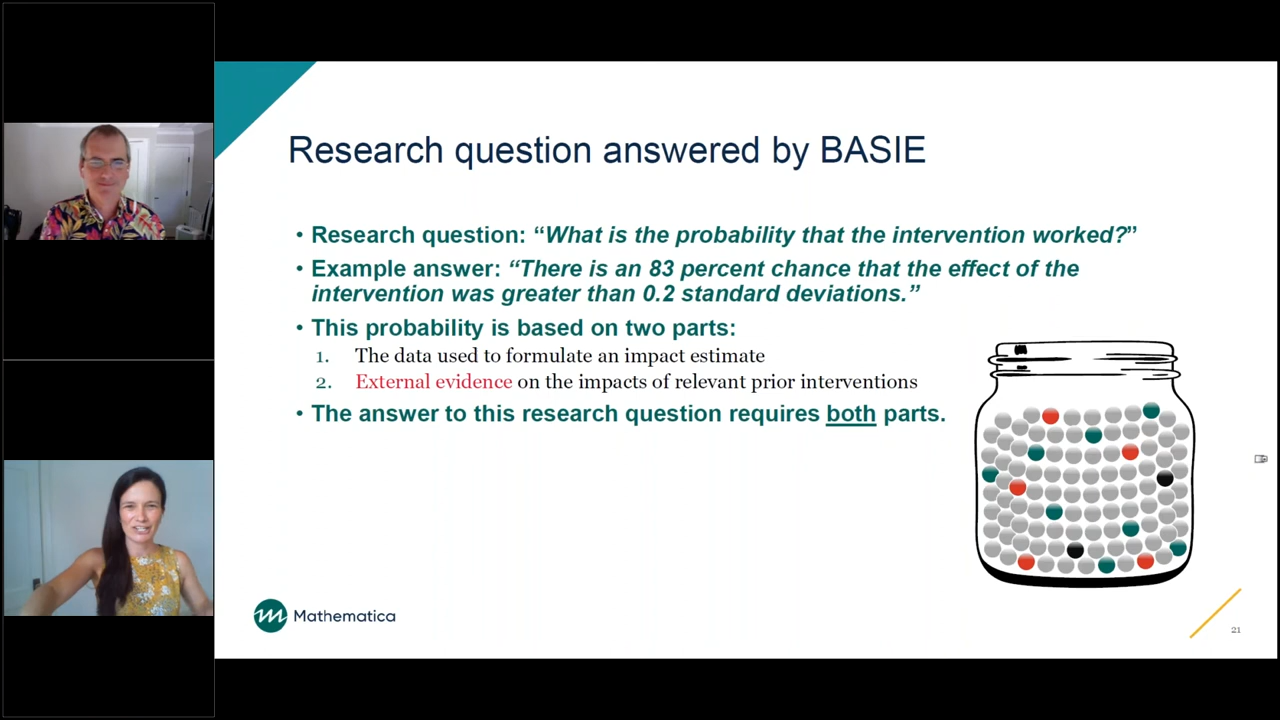 Research question answered by BASIE
• Research question: “What is the probability that the intervention worked?”
• Example answer: “There is an 83 percent chance that the effect of the
intervention was greater than 0.2 standard deviations.”
• This probability is based on two parts:
1. The data used to formulate an impact estimate
2. External evidence on the impacts of relevant prior interventions
• The answer to this research question requires both parts.
Mathematica
21